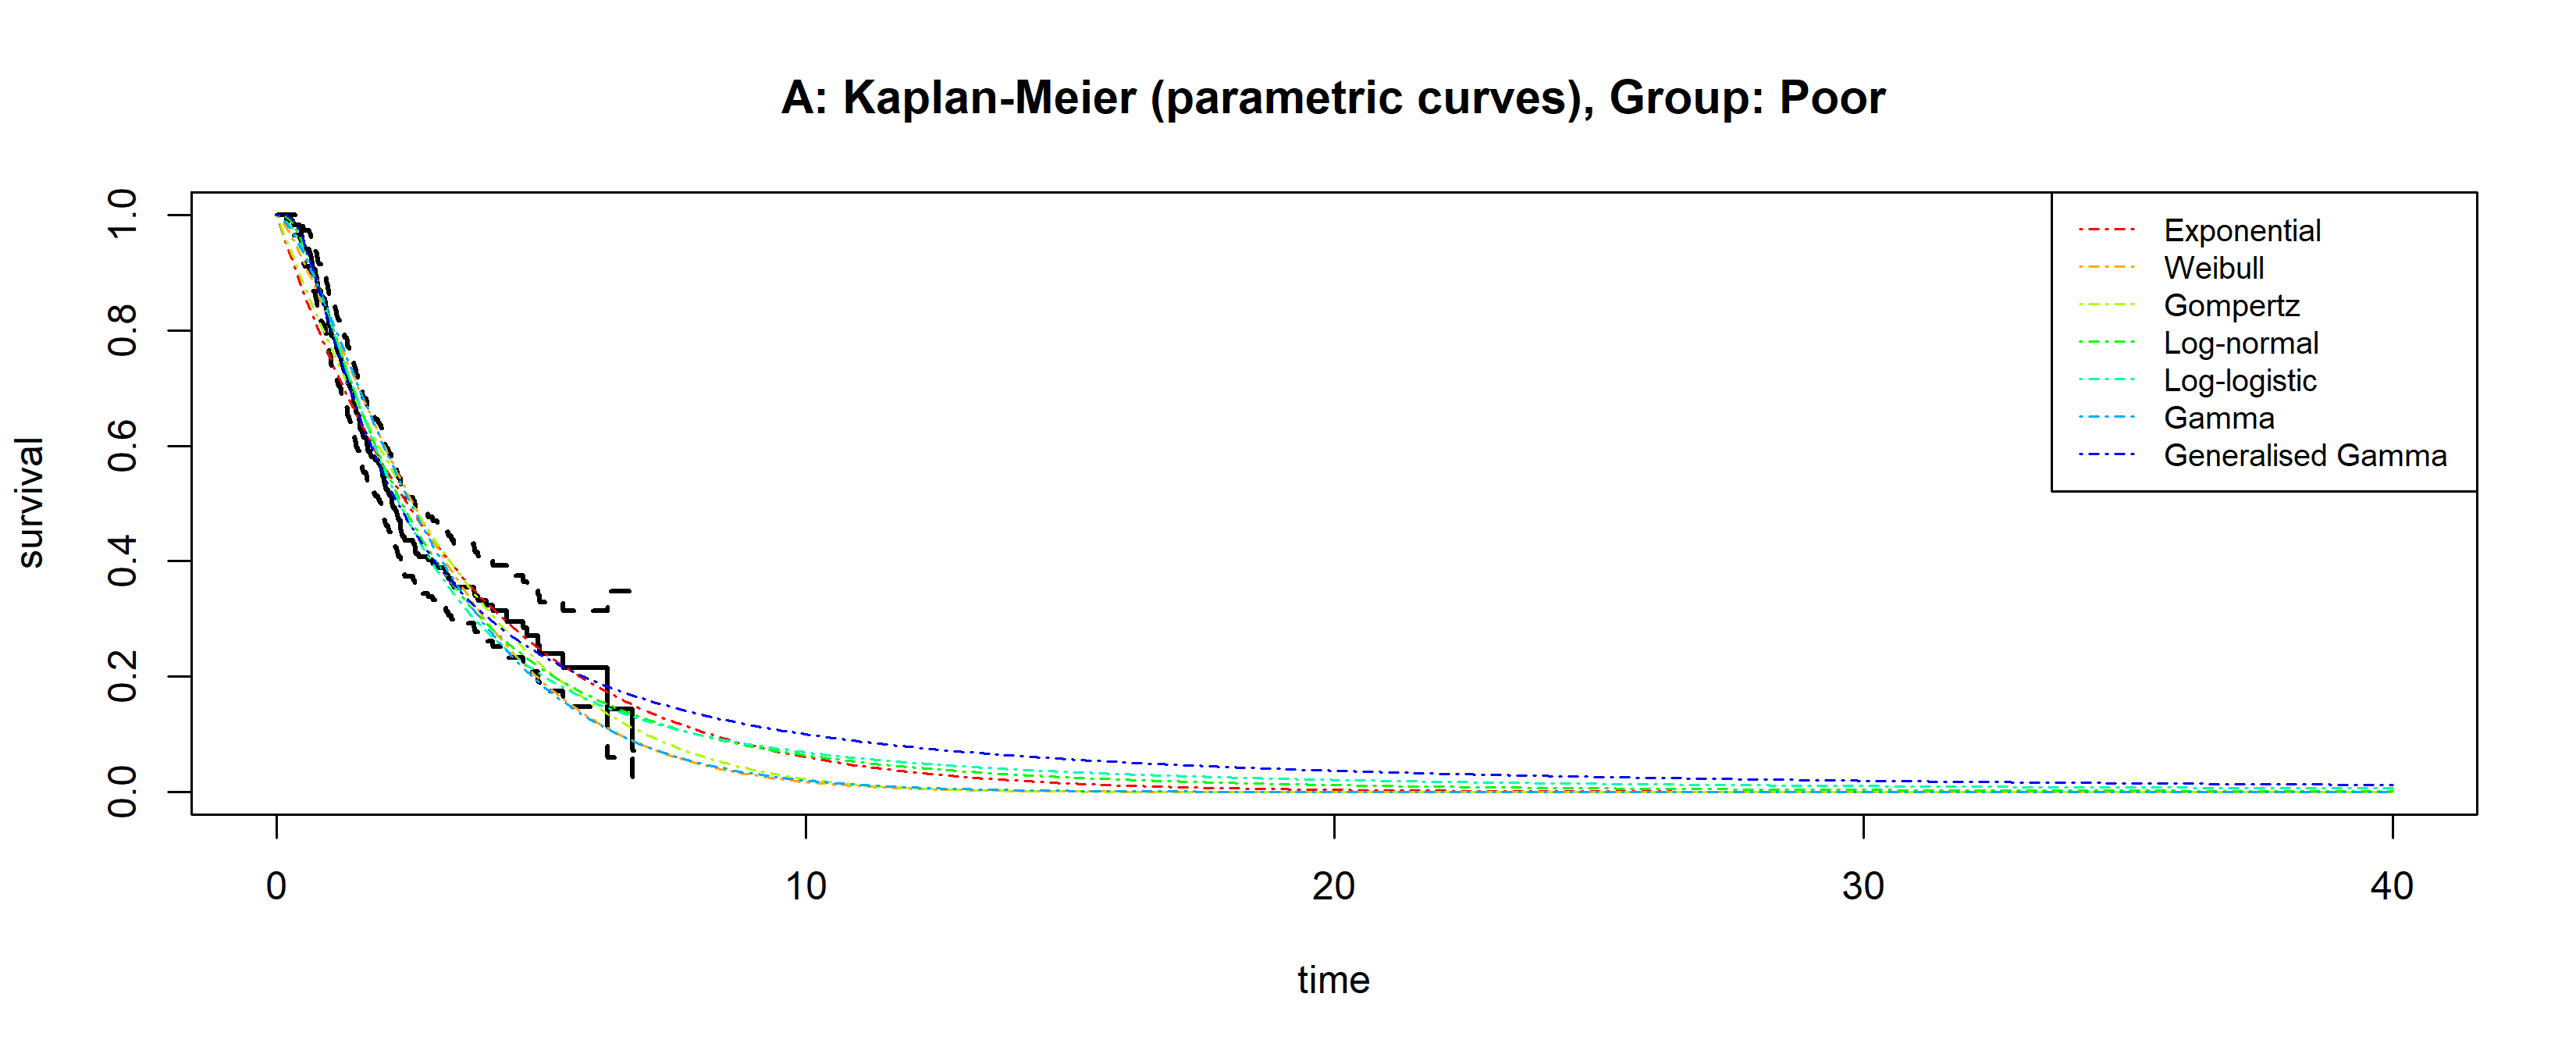 A: Kaplan-Meier (parametric curves), Group: Poor
survival
1.0
0.8
0.6
0.4
0.2
0.0
Exponential
Weibull
Gompertz
Log-normal
Log-logistic
Gamma
Generalised Gamma
0 10 20 30 40
time